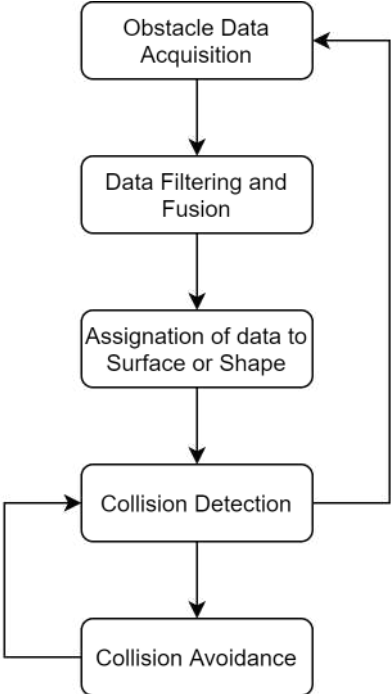 Obstacle Data
Acquisition
Data Filtering and
Fusion
Assignation of data to
Surface or Shape
Collision Detection
Collision Avoidance